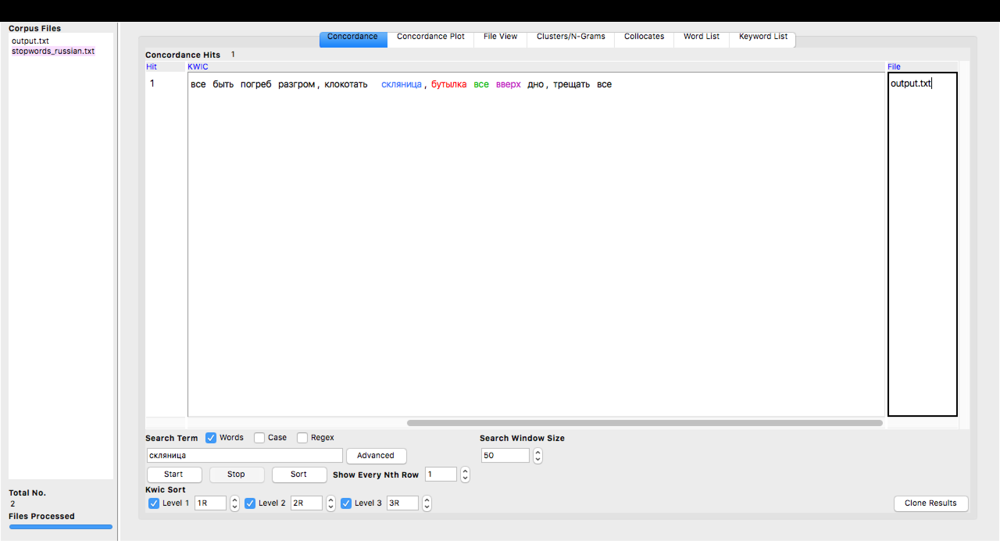 Corpus Files
output.txt
stopwords_russian.txt
Total No.
2
Files Processed
Concordance Concordance Plot File View Clusters/N-Grams Collocates Word List Keyword List
Concordance Hits 1
Hit KWIC File
1 все быть погреб разгром , клокотать скляница , бутылка все вверх дно , трещать все output.txt
Search Term Words Case Regex Search Window Size
скляница Advanced 50
Start Stop Sort Show Every Nth Row 1
Kwic Sort
Level 1 1R Level 2 2R Level 3 3R Clone Results